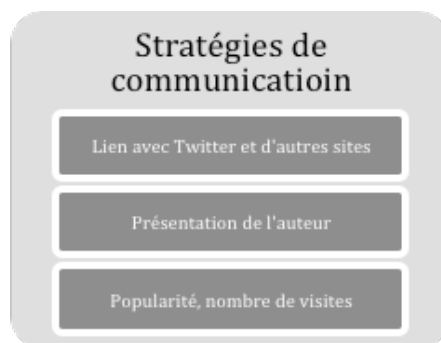 Stratégies de
communicatioin
Lien avec Twitter et d'autres sites
Présentation de l'auteur
Popularité, nombre de visites